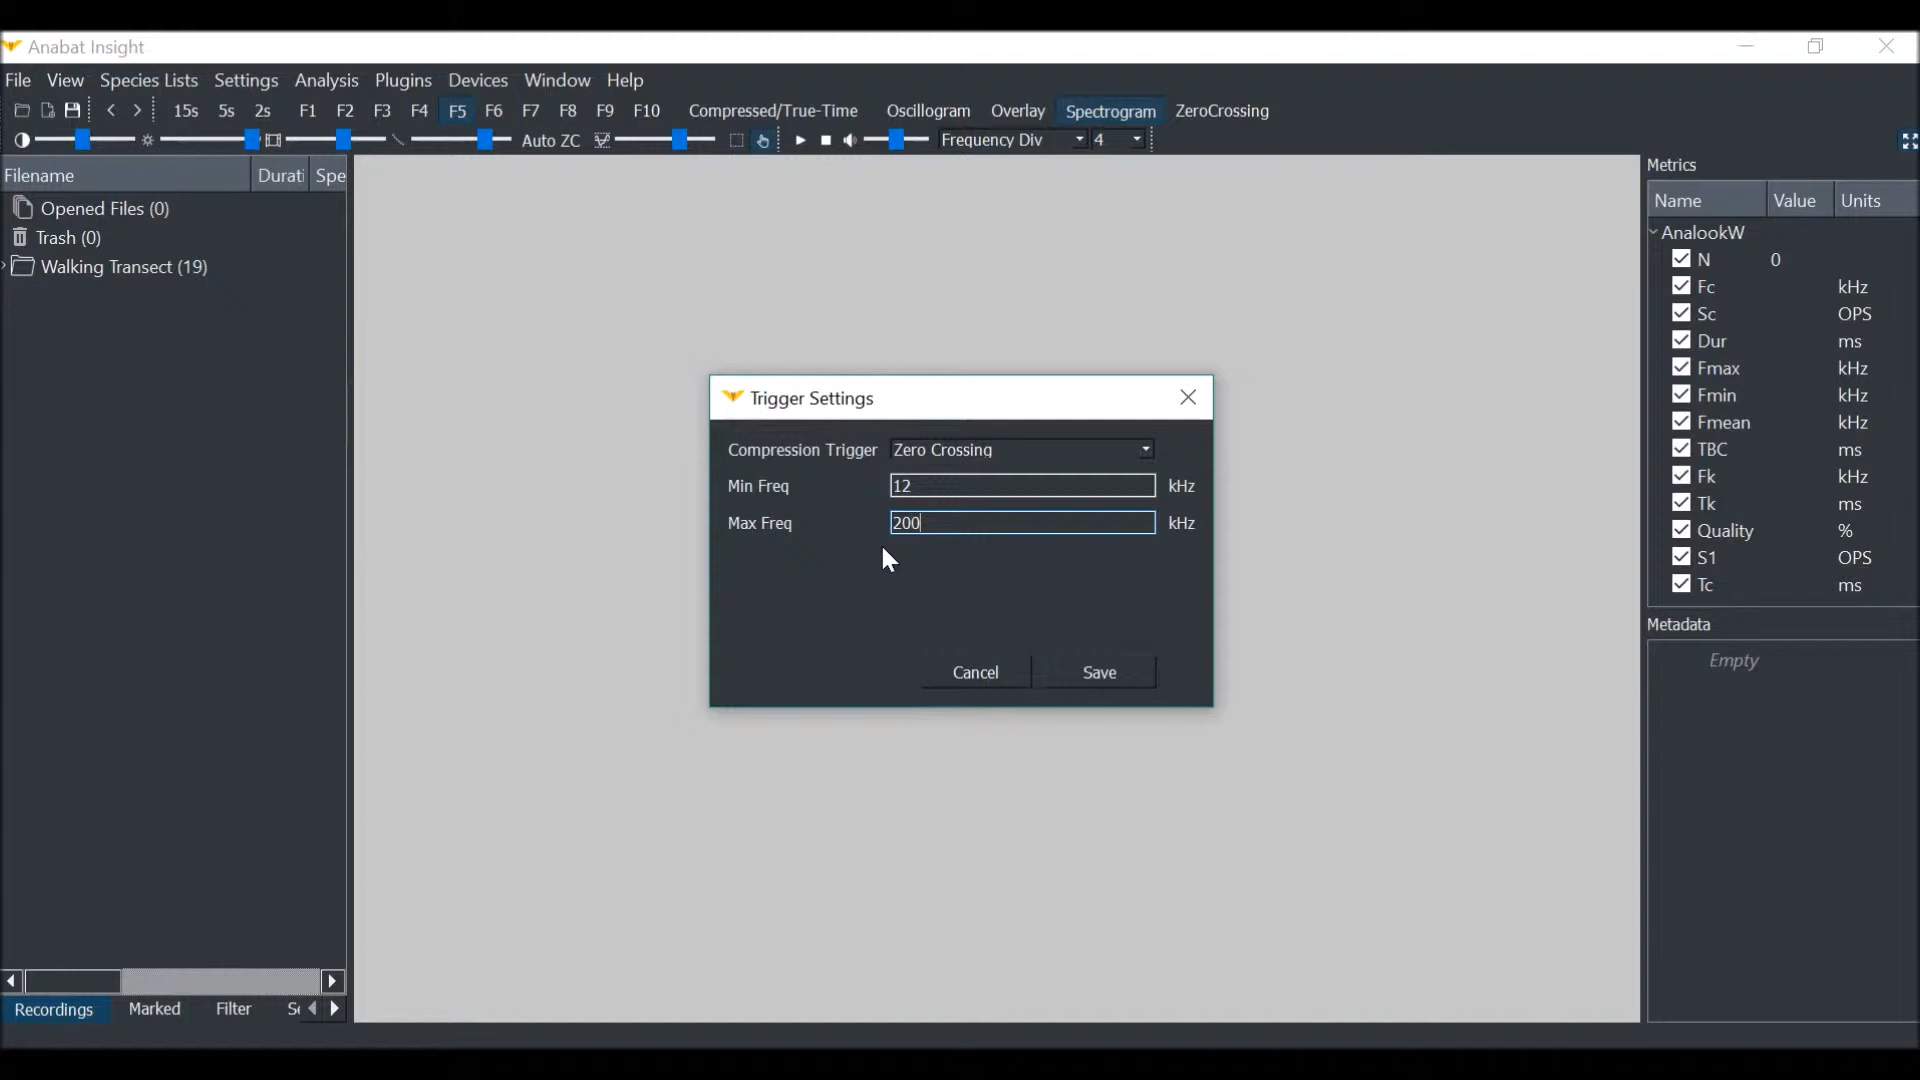 Anabat Insight
File View Species Lists Settings Analysis Plugins Devices Window Help
15s 5s 2s F1 F2 F3 F4 F5 F6 F7 F8 F9 F10 Compressed/True-Time Oscillogram Overlay Spectrogram ZeroCrossing
Auto ZC Frequency Div 4
Filename Durati Spe
Opened Files (0)
Trash (0)
Walking Transect (19)
Recordings Marked Filter Se
Trigger Settings
Compression Trigger Zero Crossing
Min Freq 12 kHz
Max Freq 200 kHz
Cancel Save
Metrics
Name Value Units
AnalookW
N 0
Fc kHz
Sc OPS
Dur ms
Fmax kHz
Fmin kHz
Fmean kHz
TBC ms
Fk kHz
Tk ms
Quality %
S1 OPS
Tc ms
Metadata
Empty